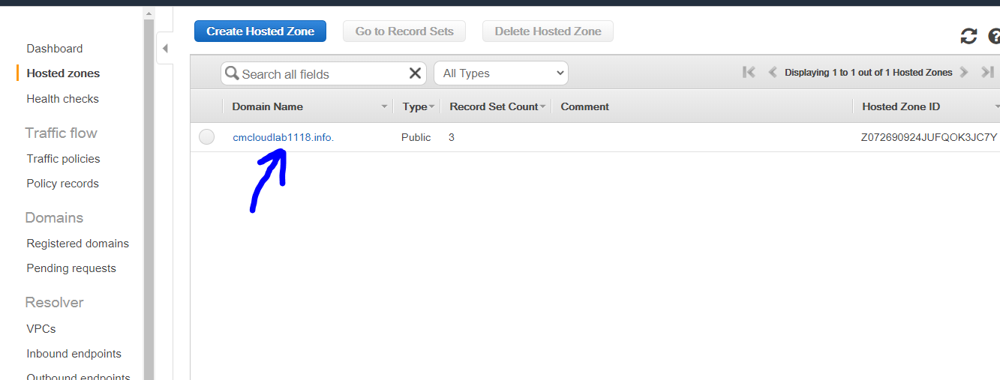 Create Hosted Zone Go to Record Sets Delete Hosted Zone
Dashboard
Hosted zones
Health checks
Traffic flow
Traffic policies
Policy records
Domains
Registered domains
Pending requests
Resolver
VPCs
Inbound endpoints
Outbound endpoints
Search all fields All Types Displaying 1 to 1 out of 1 Hosted Zones
Domain Name Type Record Set Count Comment Hosted Zone ID
cmcloudlab1118.info. Public 3 Z072690924JUFQOK3JC7Y